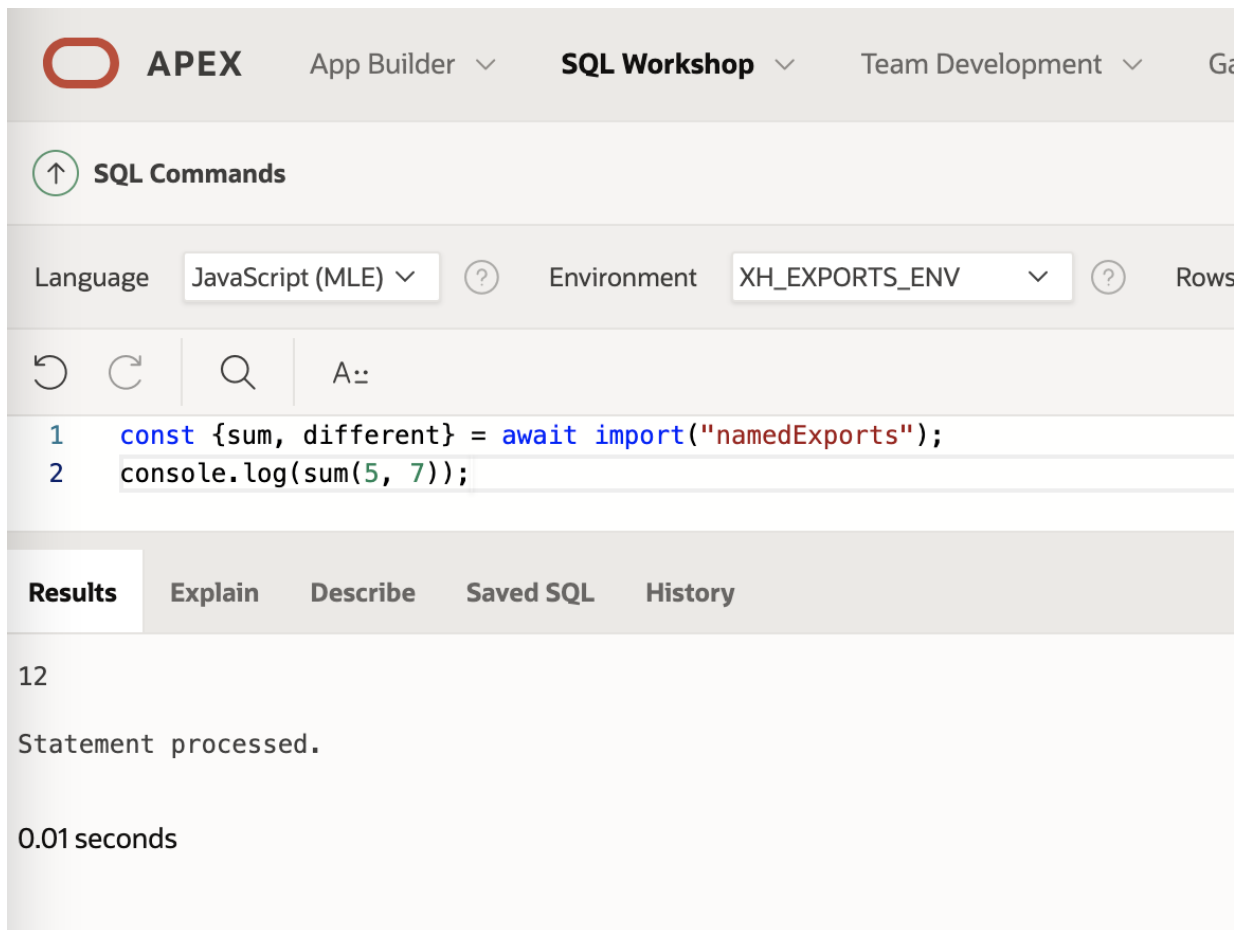 APEX App Builder SQL Workshop Team Development Ga
SQL Commands
Language JavaScript (MLE) ? Environment XH_EXPORTS_ENV ? Rows
A::
1 const {sum, different} = await import("namedExports");
2 console.log(sum(5, 7));
Results Explain Describe Saved SQL History
12
Statement processed.
0.01 seconds